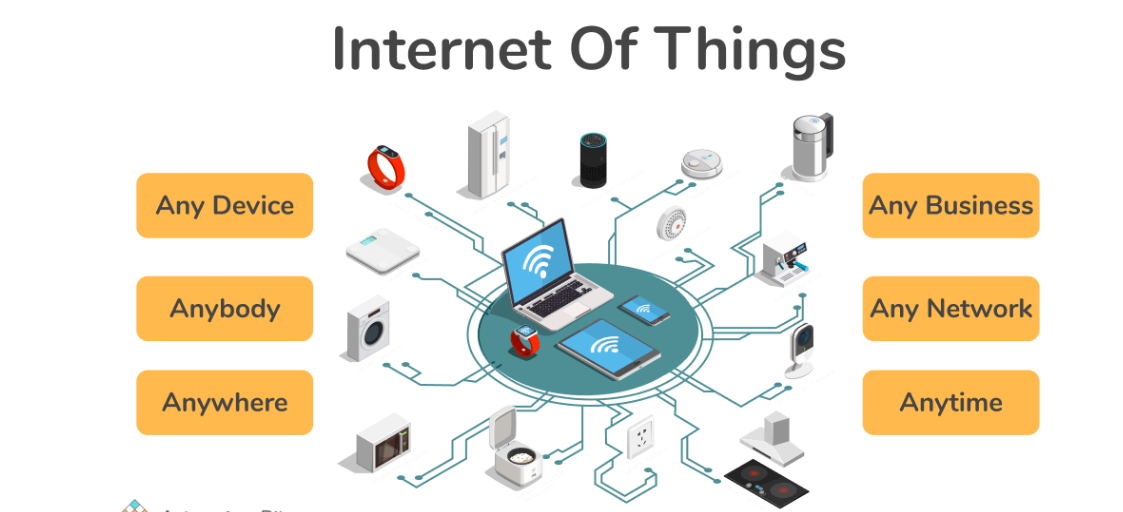 Internet Of Things
Any Device
Any Business
Anybody
Any Network
Anywhere
Anytime